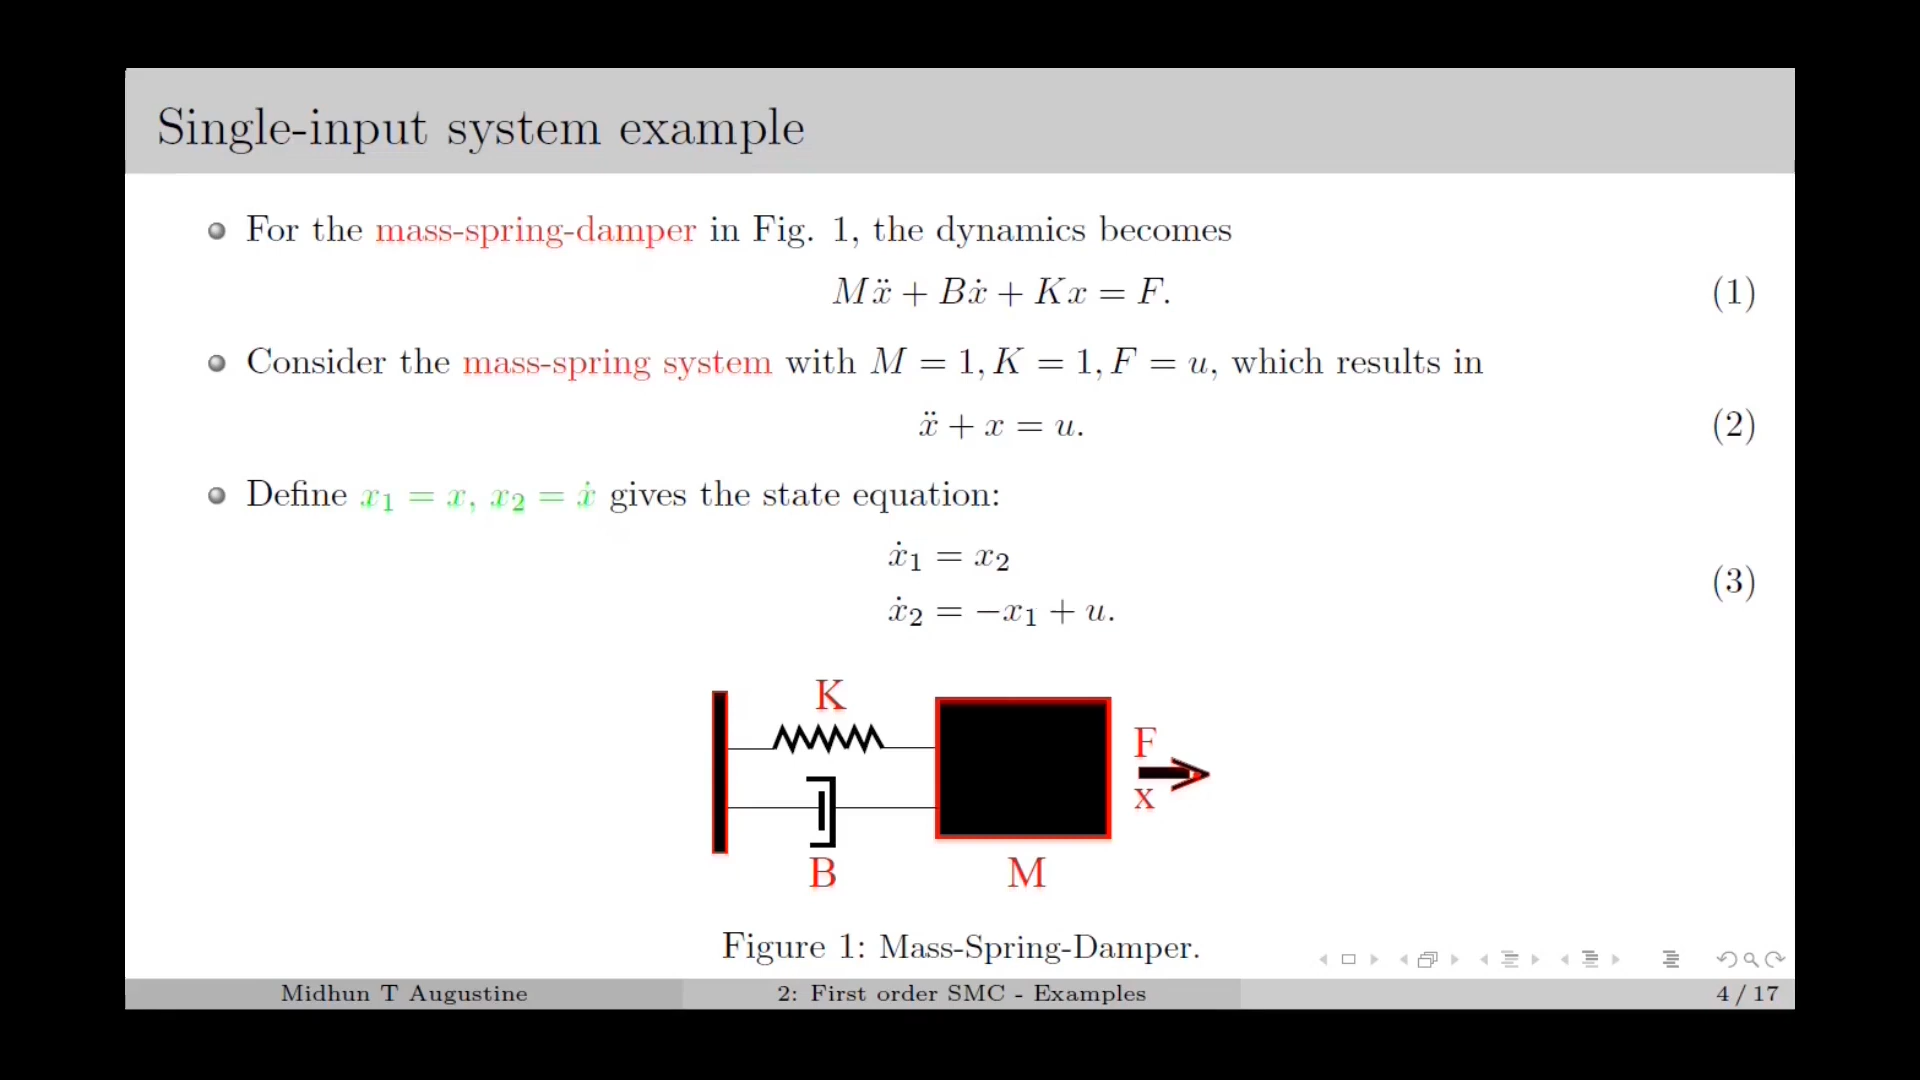 Single-input system example
For the mass-spring-damper in Fig. 1, the dynamics becomes
Mẍ + Bẋ + Kx = F. (1)
Consider the mass-spring system with M = 1, K = 1, F = u, which results in
ẍ + x = u. (2)
Define x₁ = x, x₂ = ẋ gives the state equation:
ẋ₁ = x₂
(3)
ẋ₂ = −x₁ + u.
K
F
x
B
M
Figure 1: Mass-Spring-Damper.
Midhun T Augustine 2: First order SMC - Examples 4 / 17